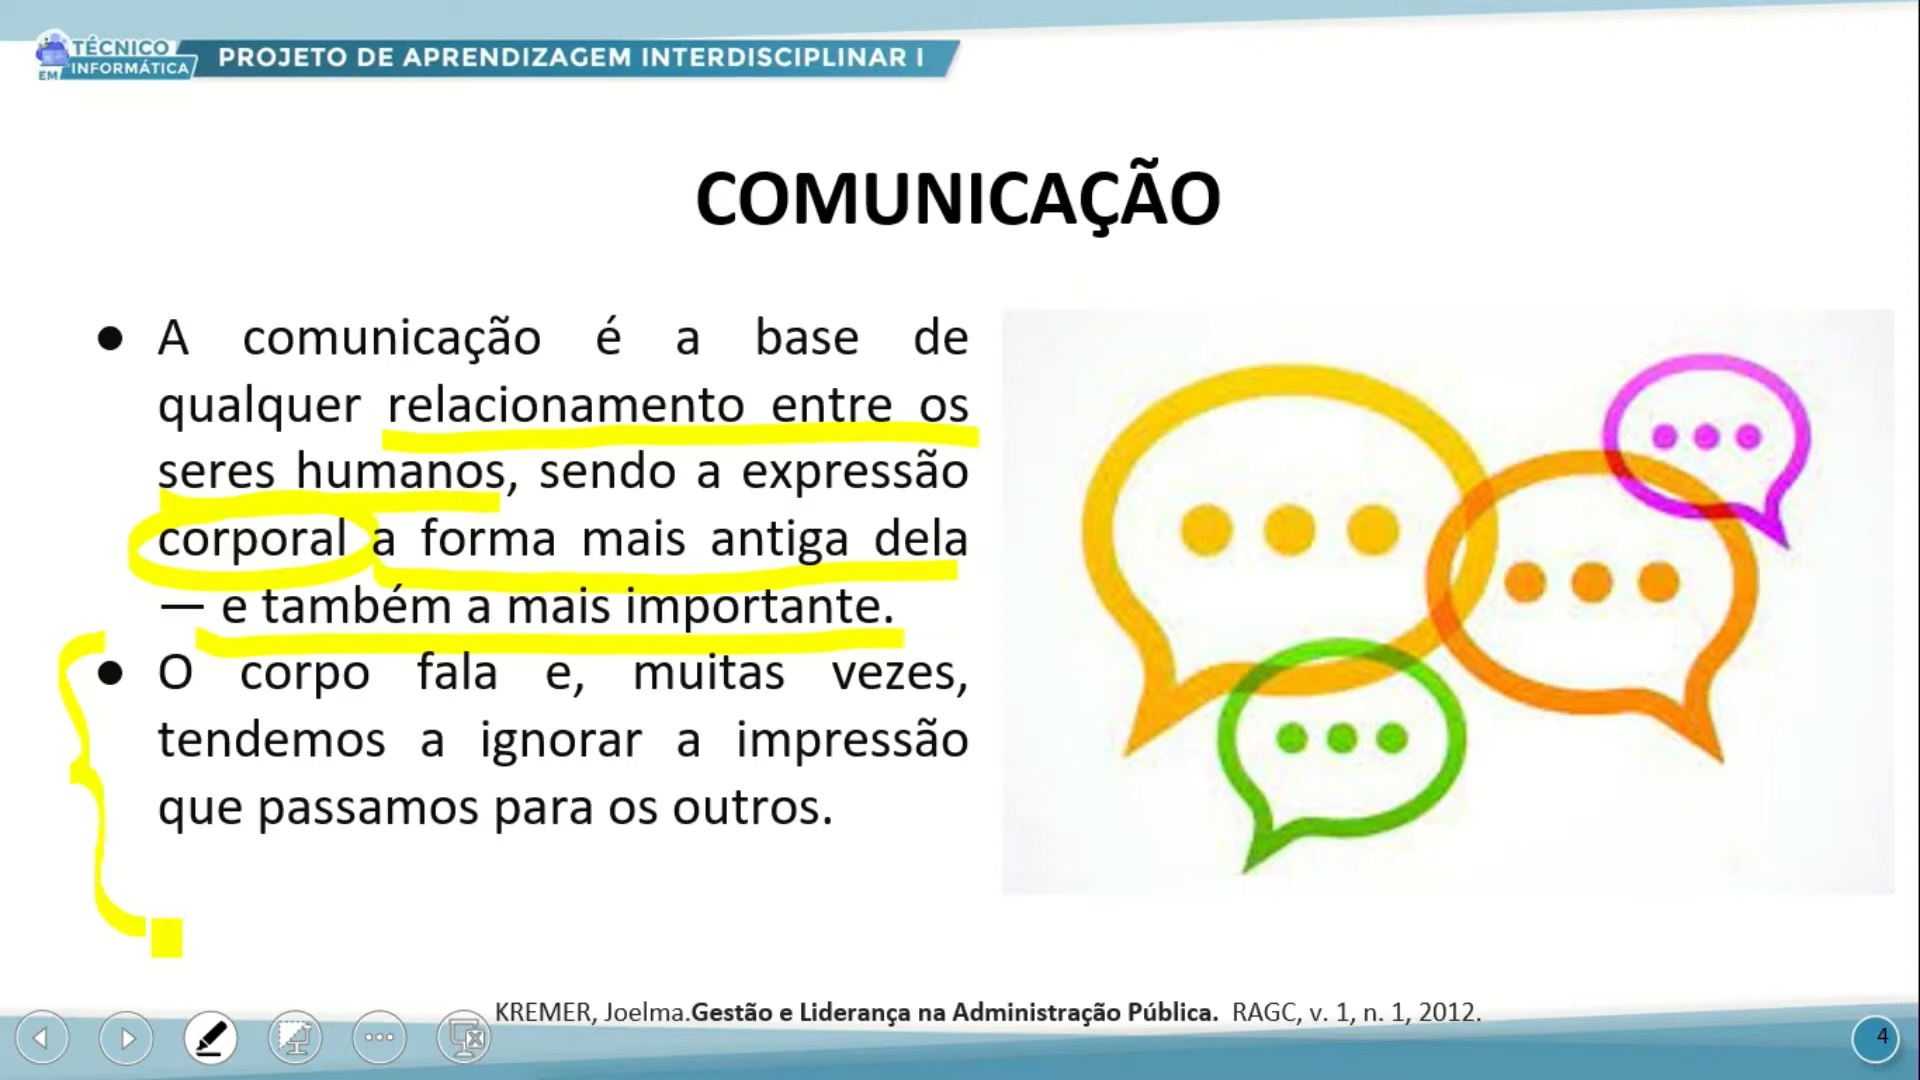 TÉCNICO
EM INFORMÁTICA
PROJETO DE APRENDIZAGEM INTERDISCIPLINAR I
COMUNICAÇÃO
● A comunicação é a base de
qualquer relacionamento entre os
seres humanos, sendo a expressão
corporal a forma mais antiga dela
— e também a mais importante.
● O corpo fala e, muitas vezes,
tendemos a ignorar a impressão
que passamos para os outros.
KREMER, Joelma.Gestão e Liderança na Administração Pública. RAGC, v. 1, n. 1, 2012.
4